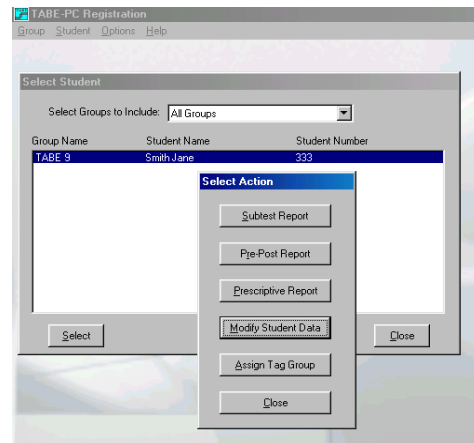 TABE-PC Registration
Group Student Options Help
Select Student
Select Groups to Include: All Groups
Group Name Student Name Student Number
TABE 9 Smith Jane 333
Select Action
Subtest Report
Pre-Post Report
Prescriptive Report
Modify Student Data
Assign Tag Group
Close
Select
Close